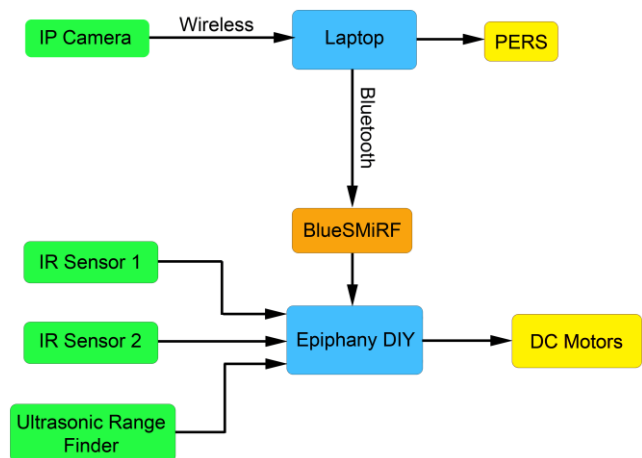 IP Camera
Wireless
Laptop
PERS
Bluetooth
BlueSMiRF
IR Sensor 1
IR Sensor 2
Epiphany DIY
DC Motors
Ultrasonic Range
Finder